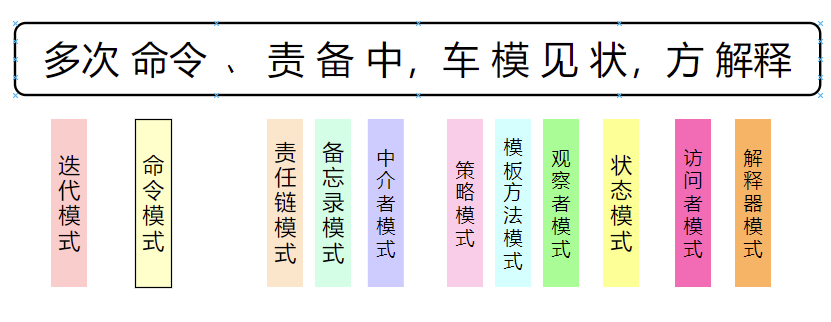 多次 命令 、责 备 中，车 模 见 状，方 解释
迭代模式
命令模式
责任链模式
备忘录模式
中介者模式
策略模式
模板方法模式
观察者模式
状态模式
访问者模式
解释器模式